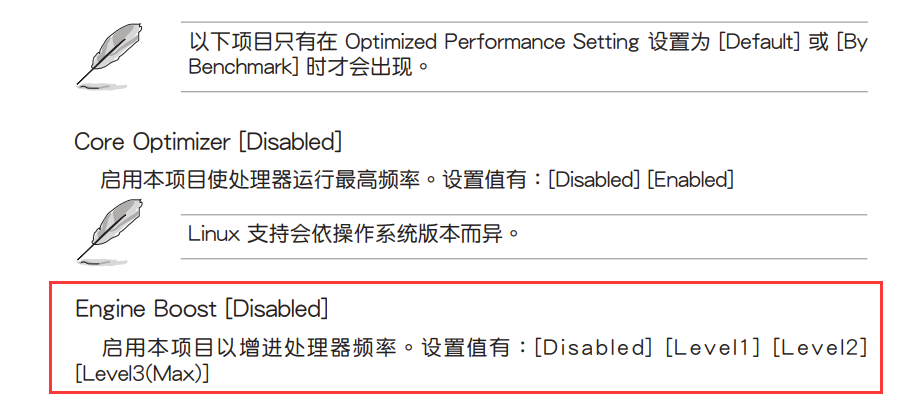 以下项目只有在 Optimized Performance Setting 设置为 [Default] 或 [By
Benchmark] 时才会出现。
Core Optimizer [Disabled]
启用本项目使处理器运行最高频率。设置值有：[Disabled] [Enabled]
Linux 支持会依操作系统版本而异。
Engine Boost [Disabled]
启用本项目以增进处理器频率。设置值有：[Disabled] [Level1] [Level2]
[Level3(Max)]